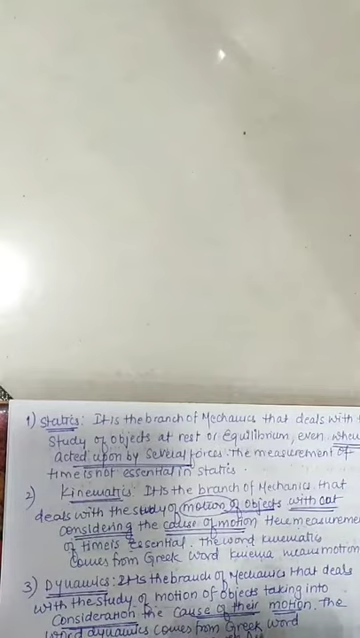 1) Statics: It is the branch of Mechanics that deals with
study of objects at rest or Equilibrium, even when
acted upon by several forces. The measurement of
time is not essential in Statics.
2) Kinematics: It is the branch of Mechanics that
deals with the study of motion of objects with out
considering the cause of motion Here measurement
of time is Essential. The word kinematics
comes from Greek word kinema means motion
3) Dynamics: It is the branch of Mechanics that deals
with the study of motion of objects taking into
Consideration the cause of their motion. The
word dynamics comes from Greek word